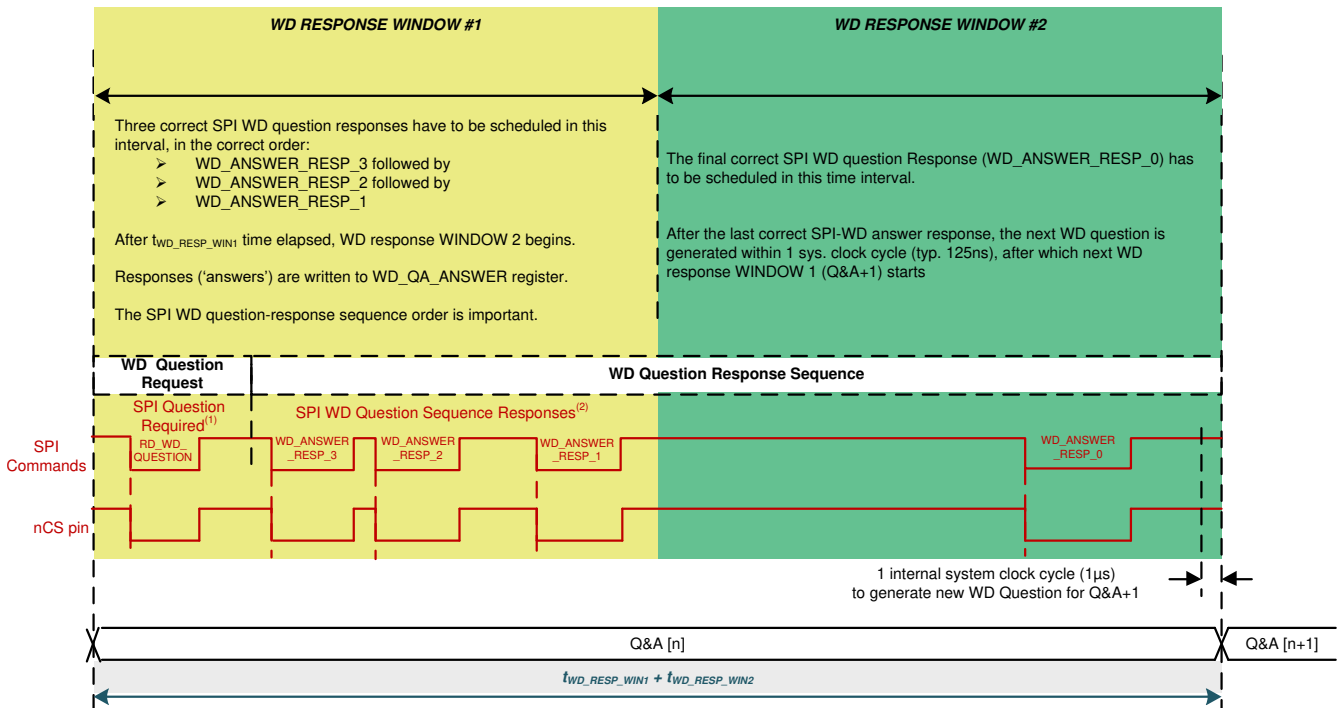 WD RESPONSE WINDOW #1
WD RESPONSE WINDOW #2
Three correct SPI WD question responses have to be scheduled in this
interval, in the correct order:
➢ WD_ANSWER_RESP_3 followed by
➢ WD_ANSWER_RESP_2 followed by
➢ WD_ANSWER_RESP_1
After tWD_RESP_WIN1 time elapsed, WD response WINDOW 2 begins.
Responses (‘answers’) are written to WD_QA_ANSWER register.
The SPI WD question-response sequence order is important.
The final correct SPI WD question Response (WD_ANSWER_RESP_0) has
to be scheduled in this time interval.
After the last correct SPI-WD answer response, the next WD question is
generated within 1 sys. clock cycle (typ. 125ns), after which next WD
response WINDOW 1 (Q&A+1) starts
WD Question
Request
WD Question Response Sequence
SPI Question
Required(1)
SPI WD Question Sequence Responses(2)
SPI
Commands
RD_WD_
QUESTION
WD_ANSWER
_RESP_3
WD_ANSWER
_RESP_2
WD_ANSWER
_RESP_1
WD_ANSWER
_RESP_0
nCS pin
1 internal system clock cycle (1µs)
to generate new WD Question for Q&A+1
Q&A [n]
Q&A [n+1]
tWD_RESP_WIN1 + tWD_RESP_WIN2